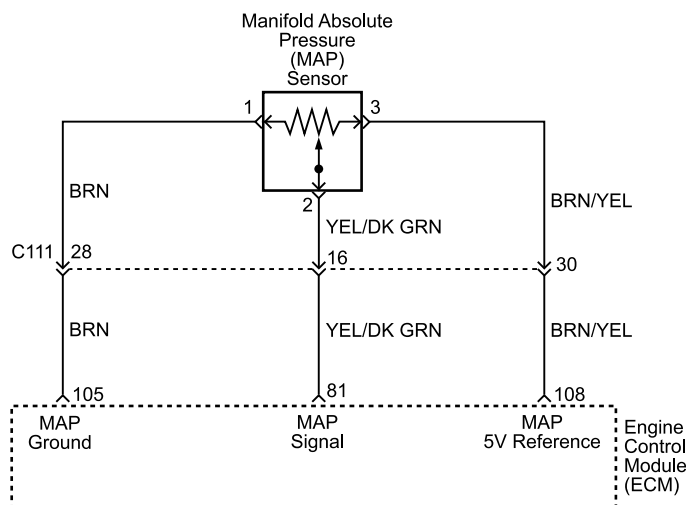 Manifold Absolute
Pressure
(MAP)
Sensor
1
3
2
BRN
YEL/DK GRN
BRN/YEL
C111
28
16
30
BRN
YEL/DK GRN
BRN/YEL
105
81
108
MAP
Ground
MAP
Signal
MAP
5V Reference
Engine
Control
Module
(ECM)